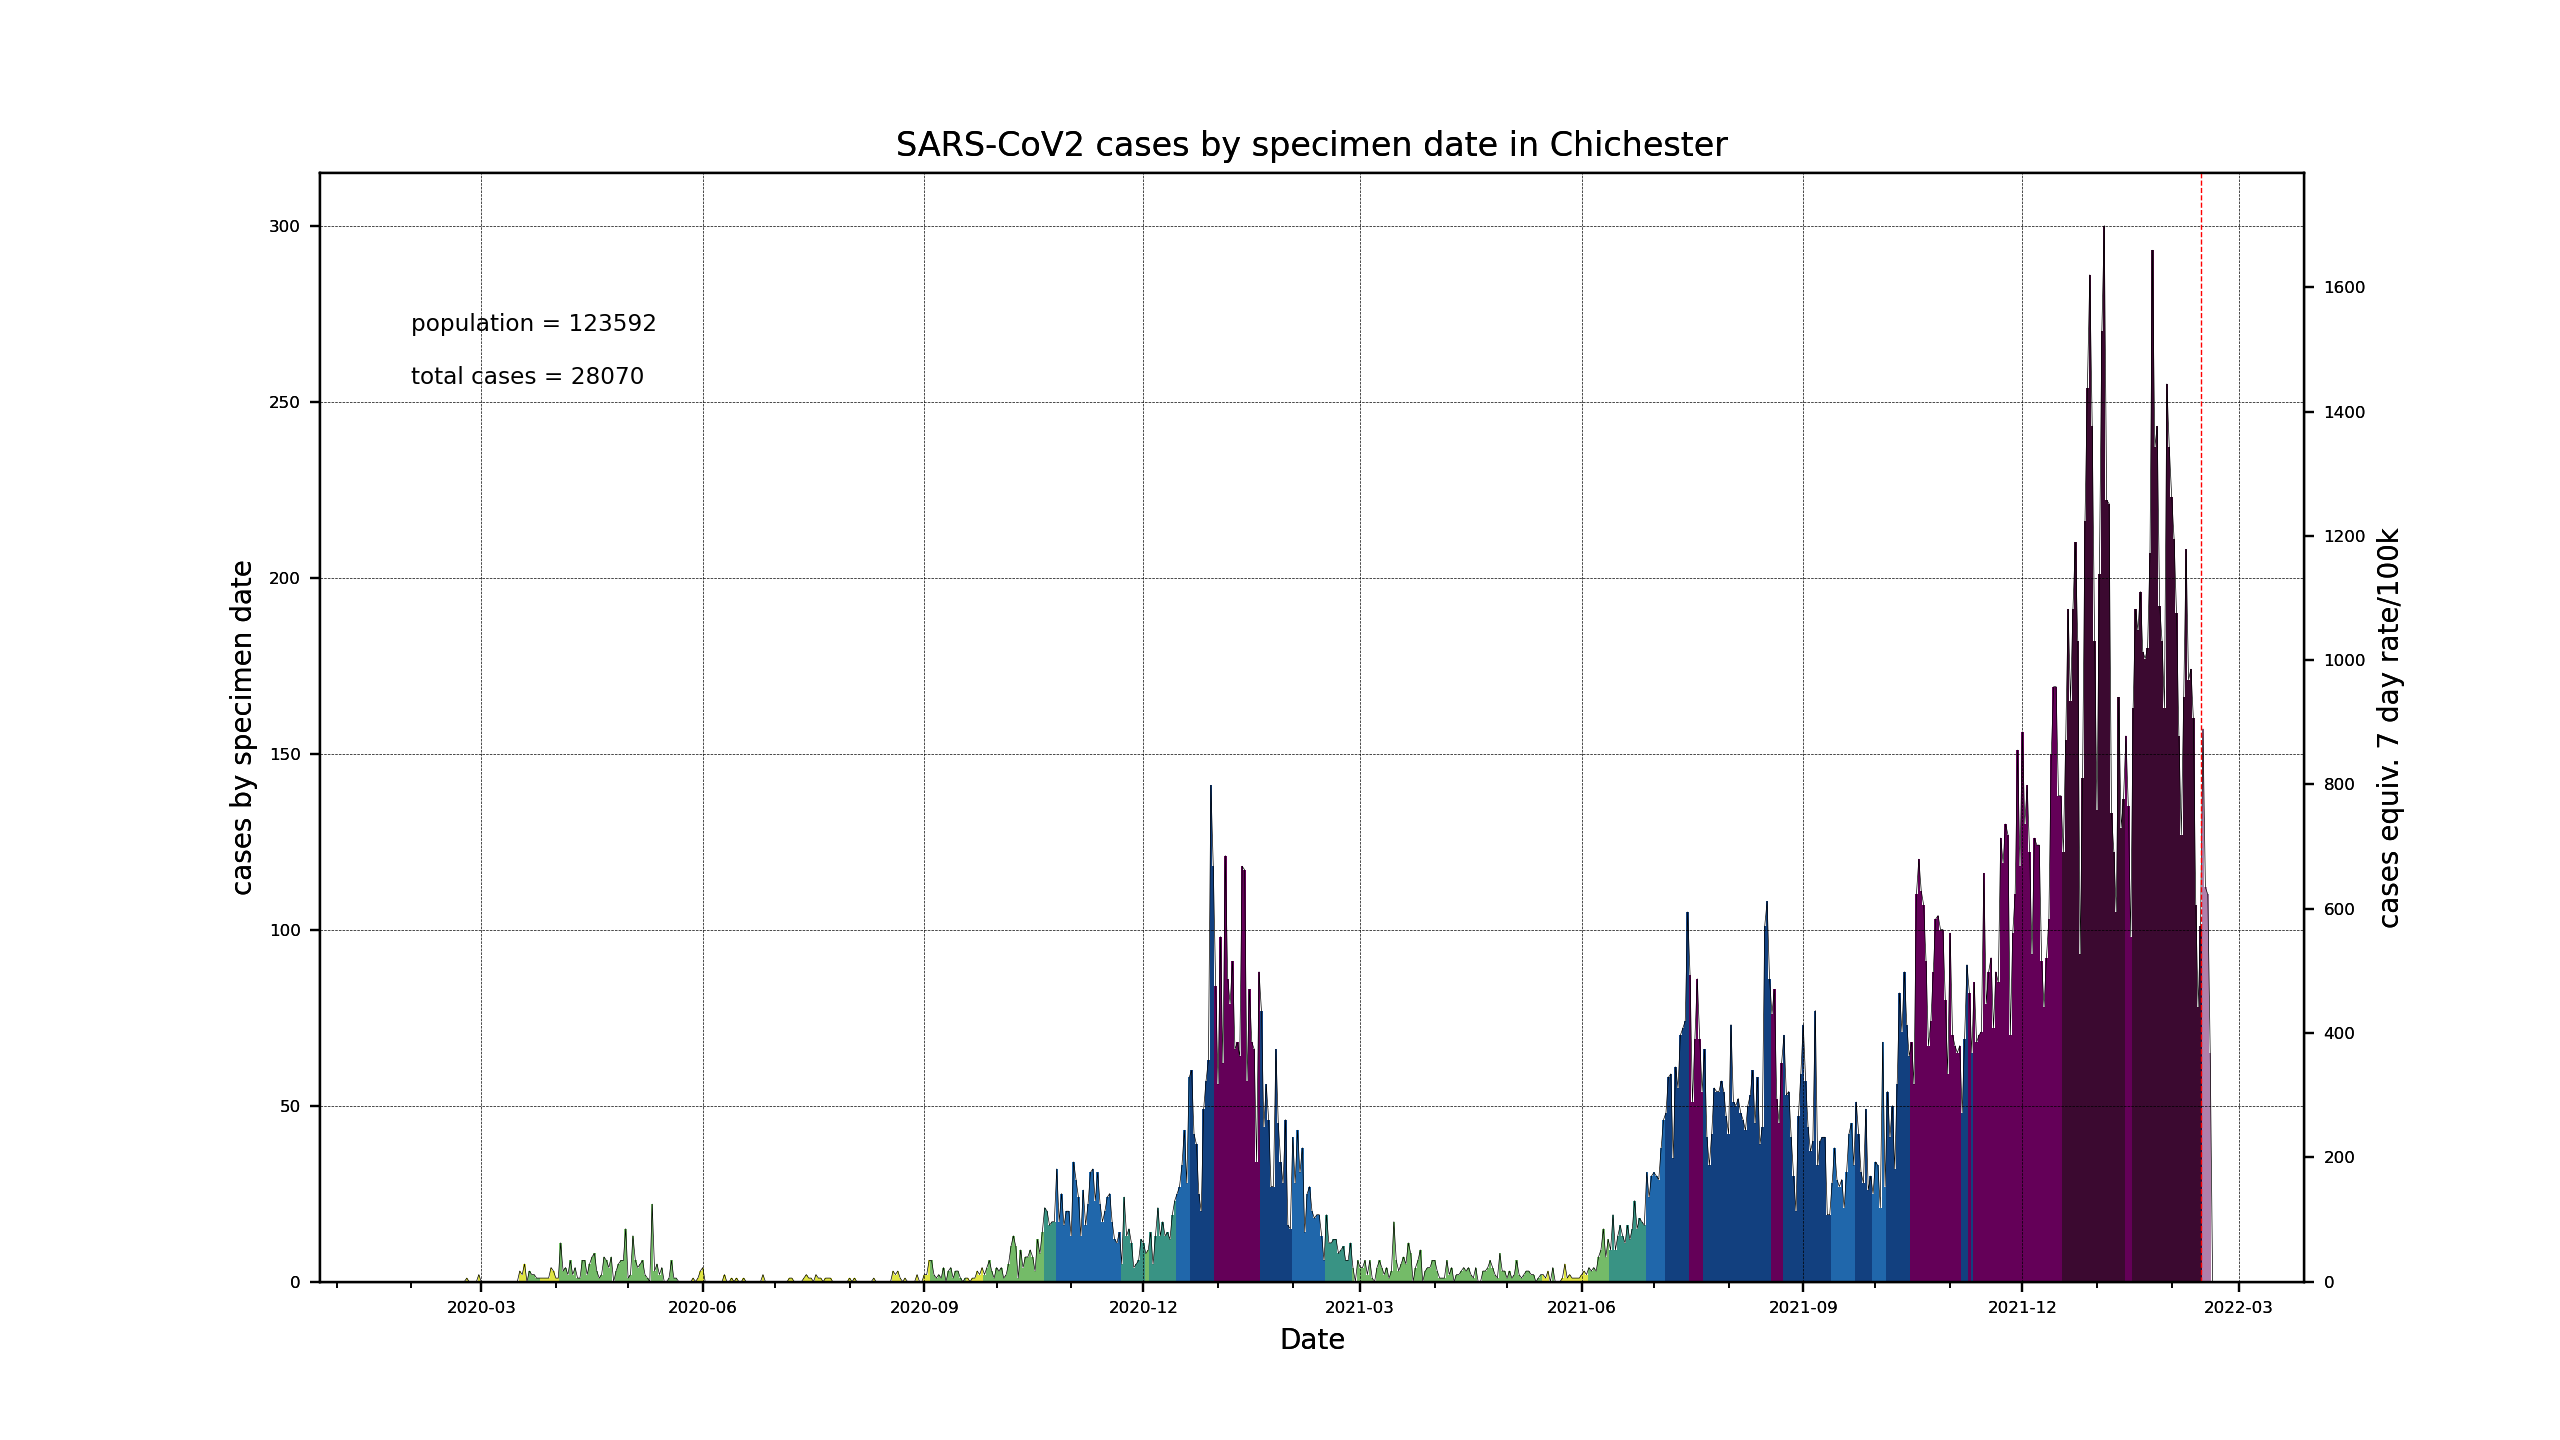 SARS-CoV2 cases by specimen date in Chichester
population = 123592
total cases = 28070
cases by specimen date
300
250
200
150
100
50
0
1600
1400
1200
1000
800
600
400
200
0
cases equiv. 7 day rate/100k
2020-03 2020-06 2020-09 2020-12 2021-03 2021-06 2021-09 2021-12 2022-03
Date